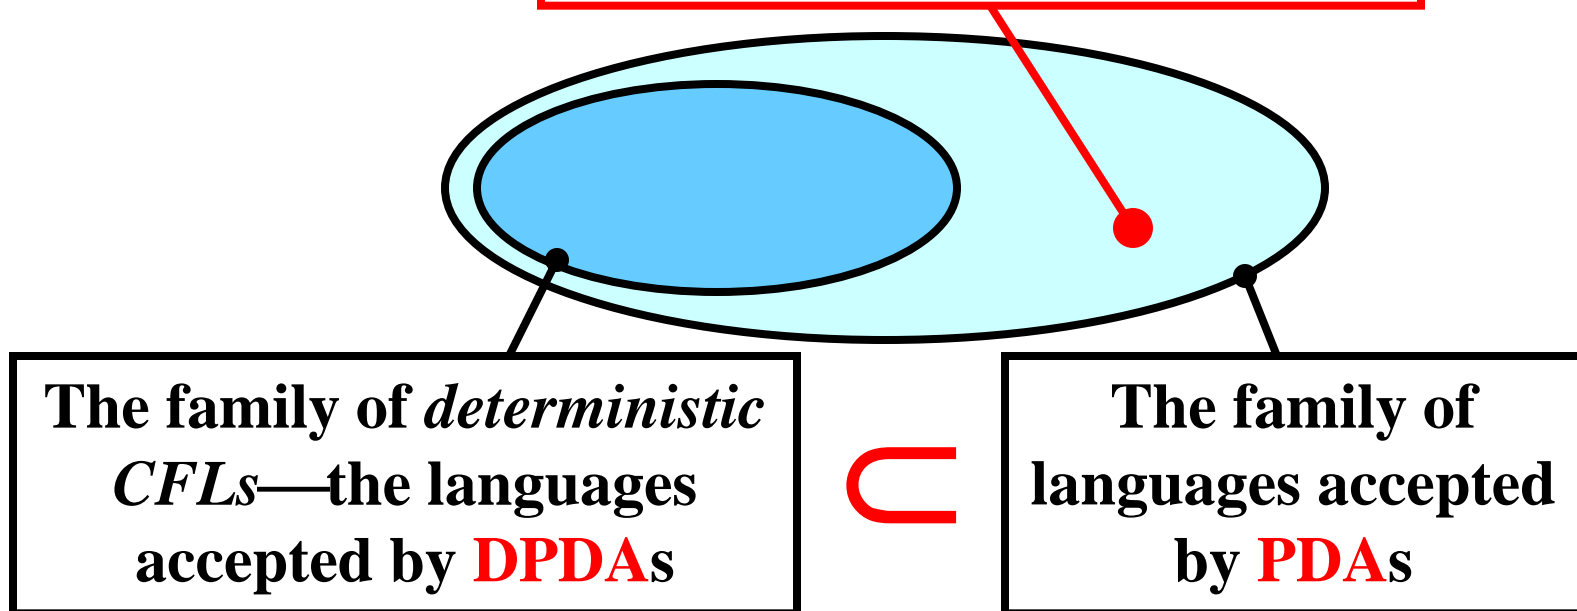 The family of deterministic
CFLs—the languages
accepted by DPDAs
⊂
The family of
languages accepted
by PDAs